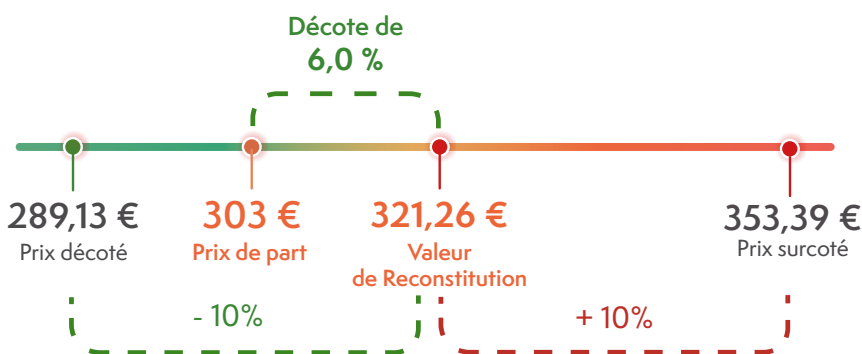 Décote de
6,0 %
289,13 €
Prix décoté
303 €
Prix de part
321,26 €
Valeur
de Reconstitution
353,39 €
Prix surcoté
- 10%
+ 10%